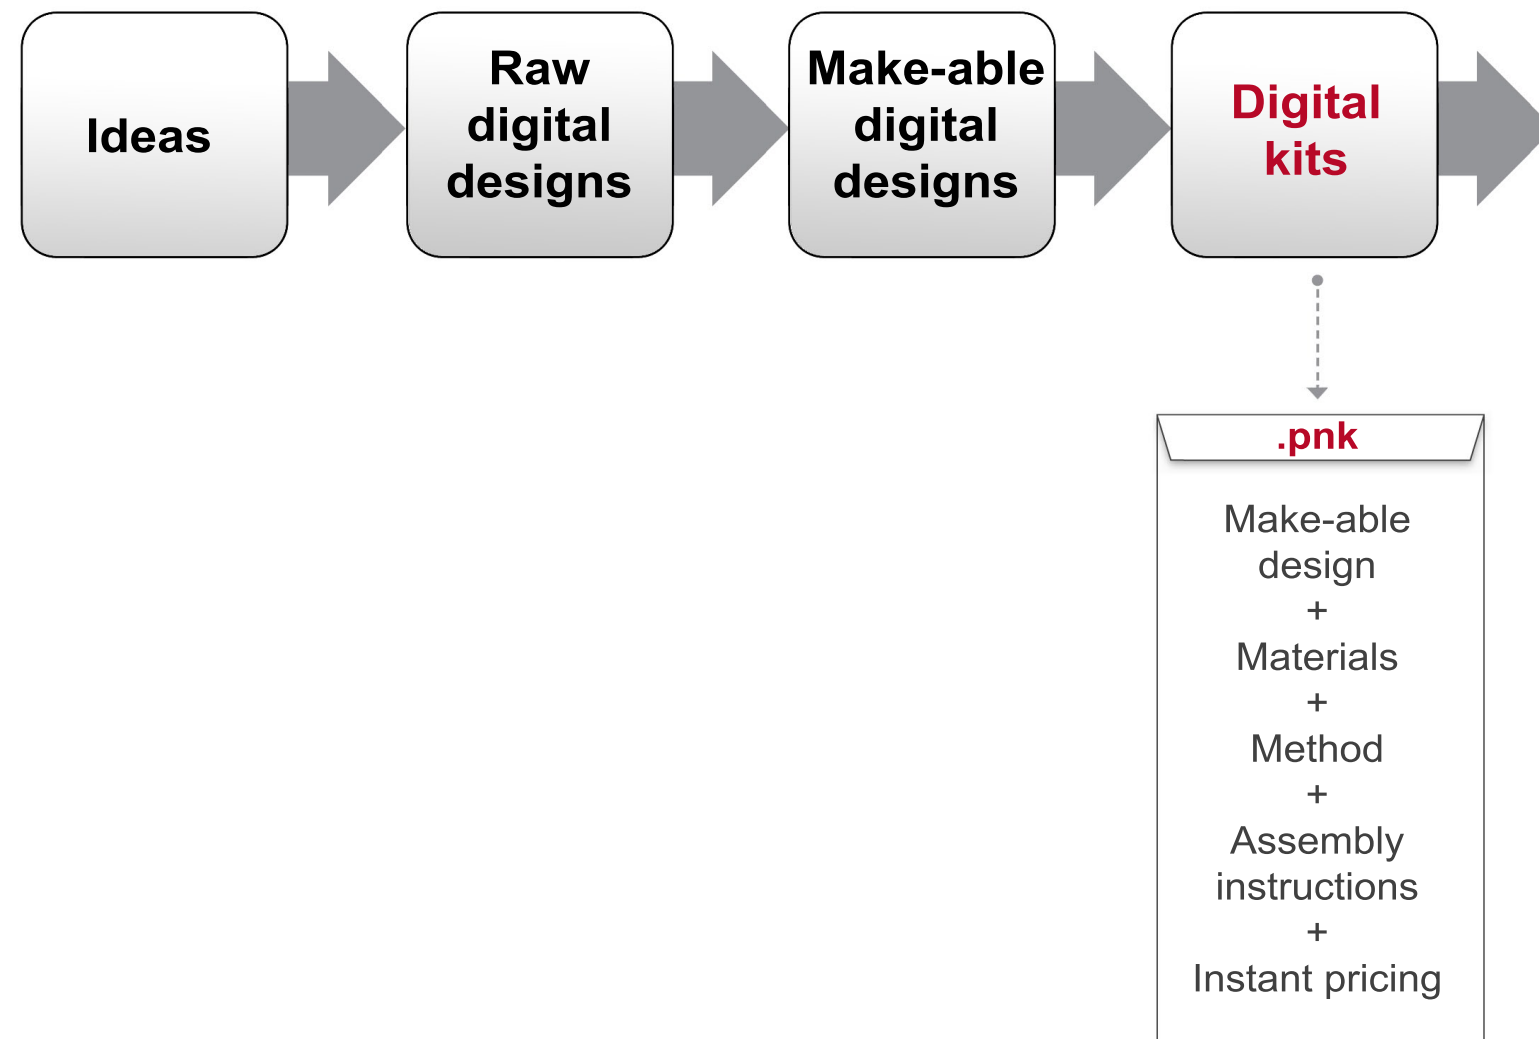 Ideas
Raw
digital
designs
Make-able
digital
designs
Digital
kits
.pnk
Make-able
design
+
Materials
+
Method
+
Assembly
instructions
+
Instant pricing